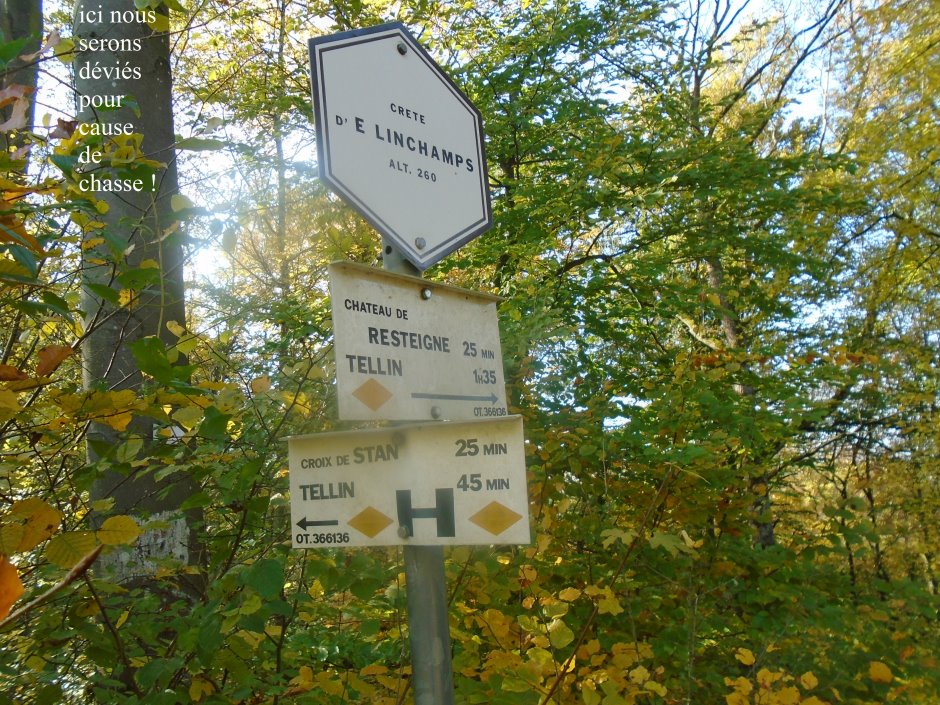 ici nous
serons
déviés
pour
cause
de
chasse !
CRETE
D' E LINCHAMPS
ALT. 260
CHATEAU DE
RESTEIGNE 25 MIN
TELLIN 1H35
OT.366136
CROIX DE STAN 25 MIN
TELLIN 45 MIN
H
OT.366136